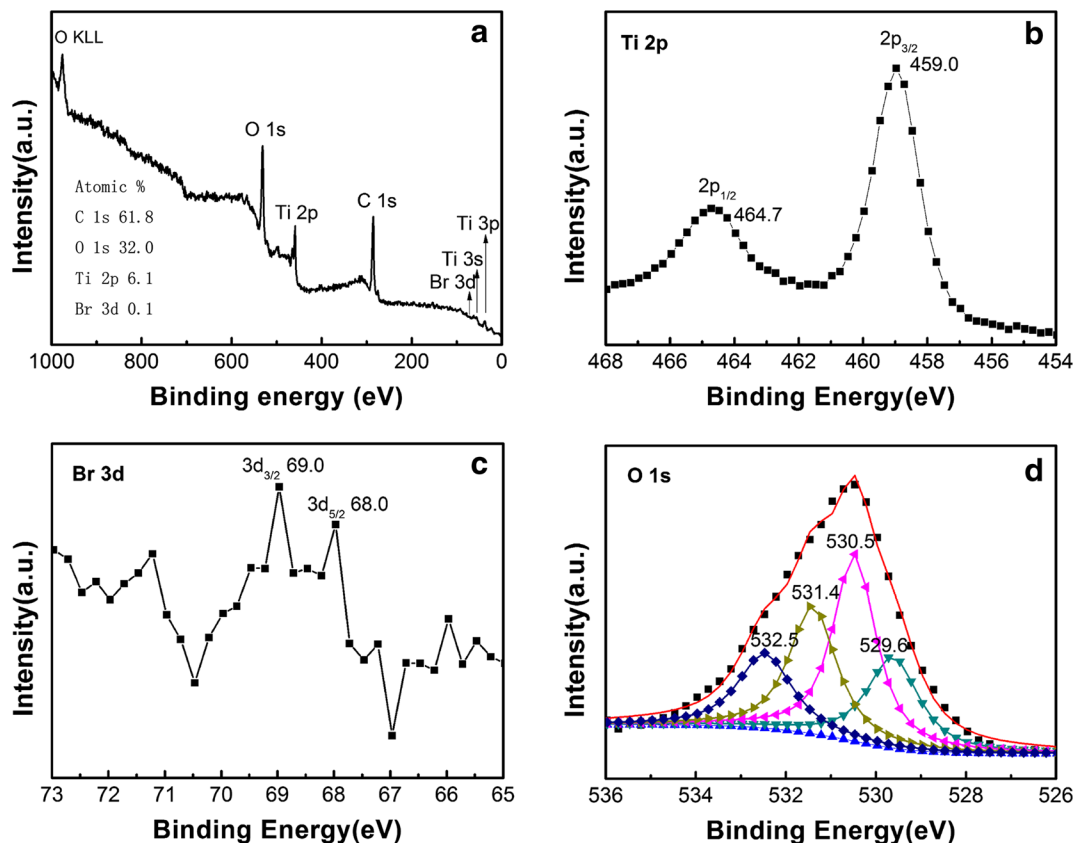 a
O KLL
O 1s
Ti 2p
C 1s
Ti 3p
Ti 3s
Br 3d
Atomic %
C 1s 61.8
O 1s 32.0
Ti 2p 6.1
Br 3d 0.1
Intensity(a.u.)
1000 800 600 400 200 0
Binding energy (eV)
b
Ti 2p
2p3/2
459.0
2p1/2
464.7
Intensity(a.u.)
468 466 464 462 460 458 456 454
Binding Energy(eV)
c
Br 3d
3d3/2 69.0
3d5/2 68.0
Intensity(a.u.)
73 72 71 70 69 68 67 66 65
Binding Energy(eV)
d
O 1s
530.5
531.4
532.5
529.6
Intensity(a.u.)
536 534 532 530 528 526
Binding Energy(eV)